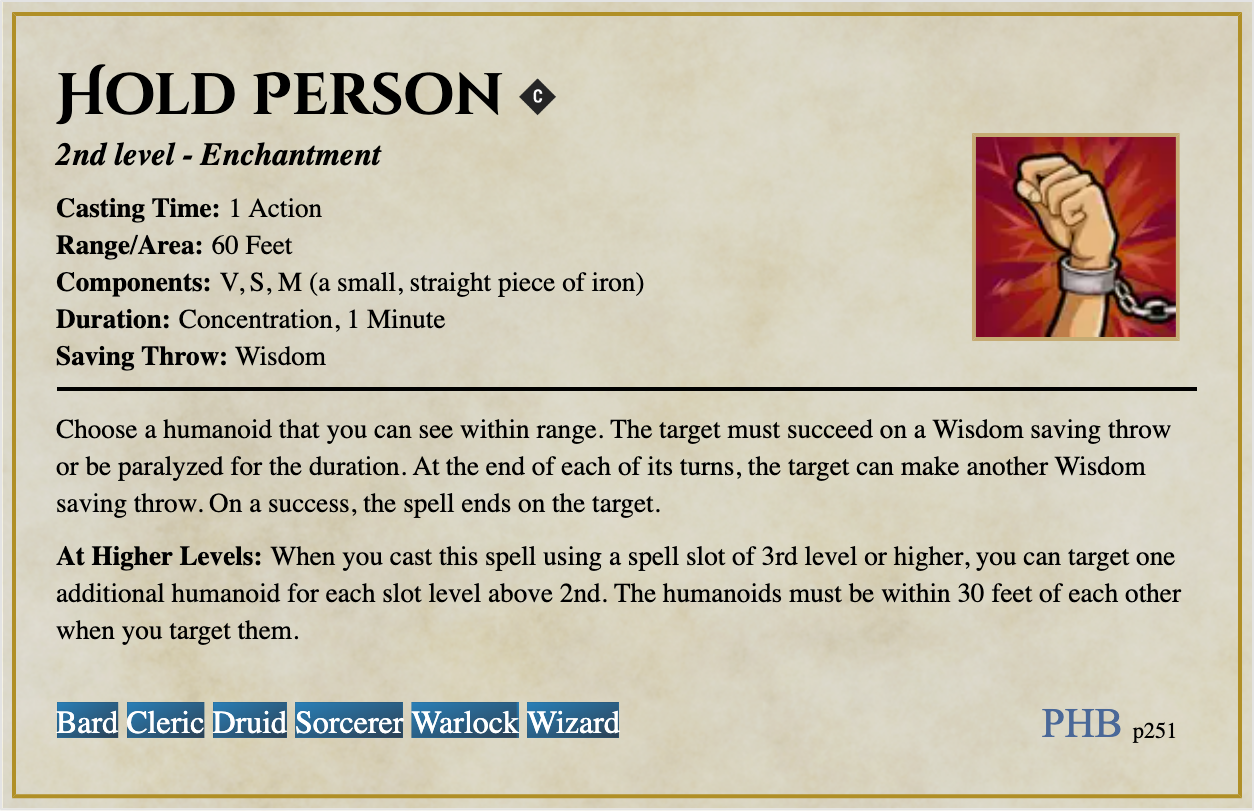 Hold Person C
2nd level - Enchantment
Casting Time: 1 Action
Range/Area: 60 Feet
Components: V, S, M (a small, straight piece of iron)
Duration: Concentration, 1 Minute
Saving Throw: Wisdom
Choose a humanoid that you can see within range. The target must succeed on a Wisdom saving throw
or be paralyzed for the duration. At the end of each of its turns, the target can make another Wisdom
saving throw. On a success, the spell ends on the target.
At Higher Levels: When you cast this spell using a spell slot of 3rd level or higher, you can target one
additional humanoid for each slot level above 2nd. The humanoids must be within 30 feet of each other
when you target them.
Bard Cleric Druid Sorcerer Warlock Wizard
PHB p251